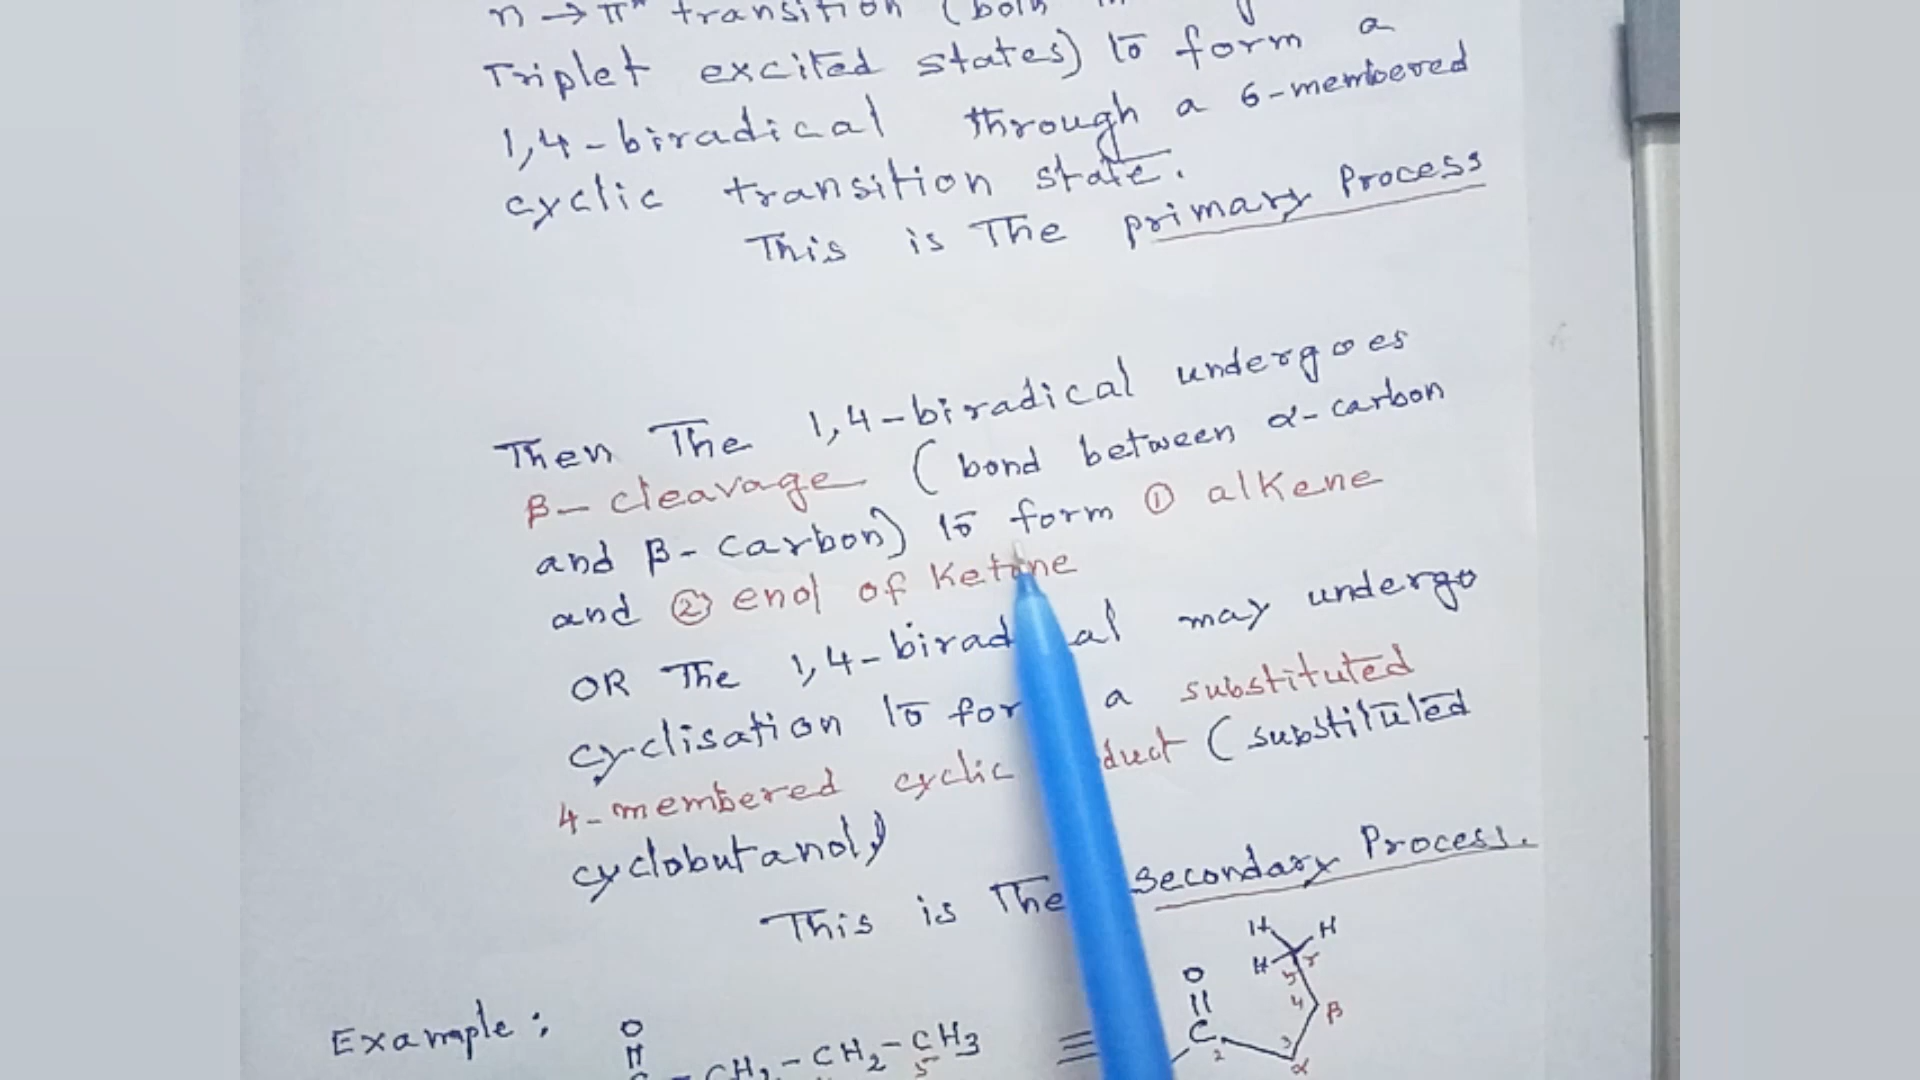 n → π* transition (both
Triplet excited states) to form a
1,4-biradical through a 6-membered
cyclic transition state.
This is The primary Process
Then The 1,4-biradical undergoes
β-cleavage (bond between α-carbon
and β-carbon) to form ① alkene
and ② enol of Ketone
OR The 1,4-biradical may undergo
cyclisation to for a substituted
4-membered cyclic duct (substituted
cyclobutanol)
This is The Secondary Process.
Example:
O
CH2-CH2-CH3
5
≡
O
C
2
3
α
4
β
5
γ
H
H
H